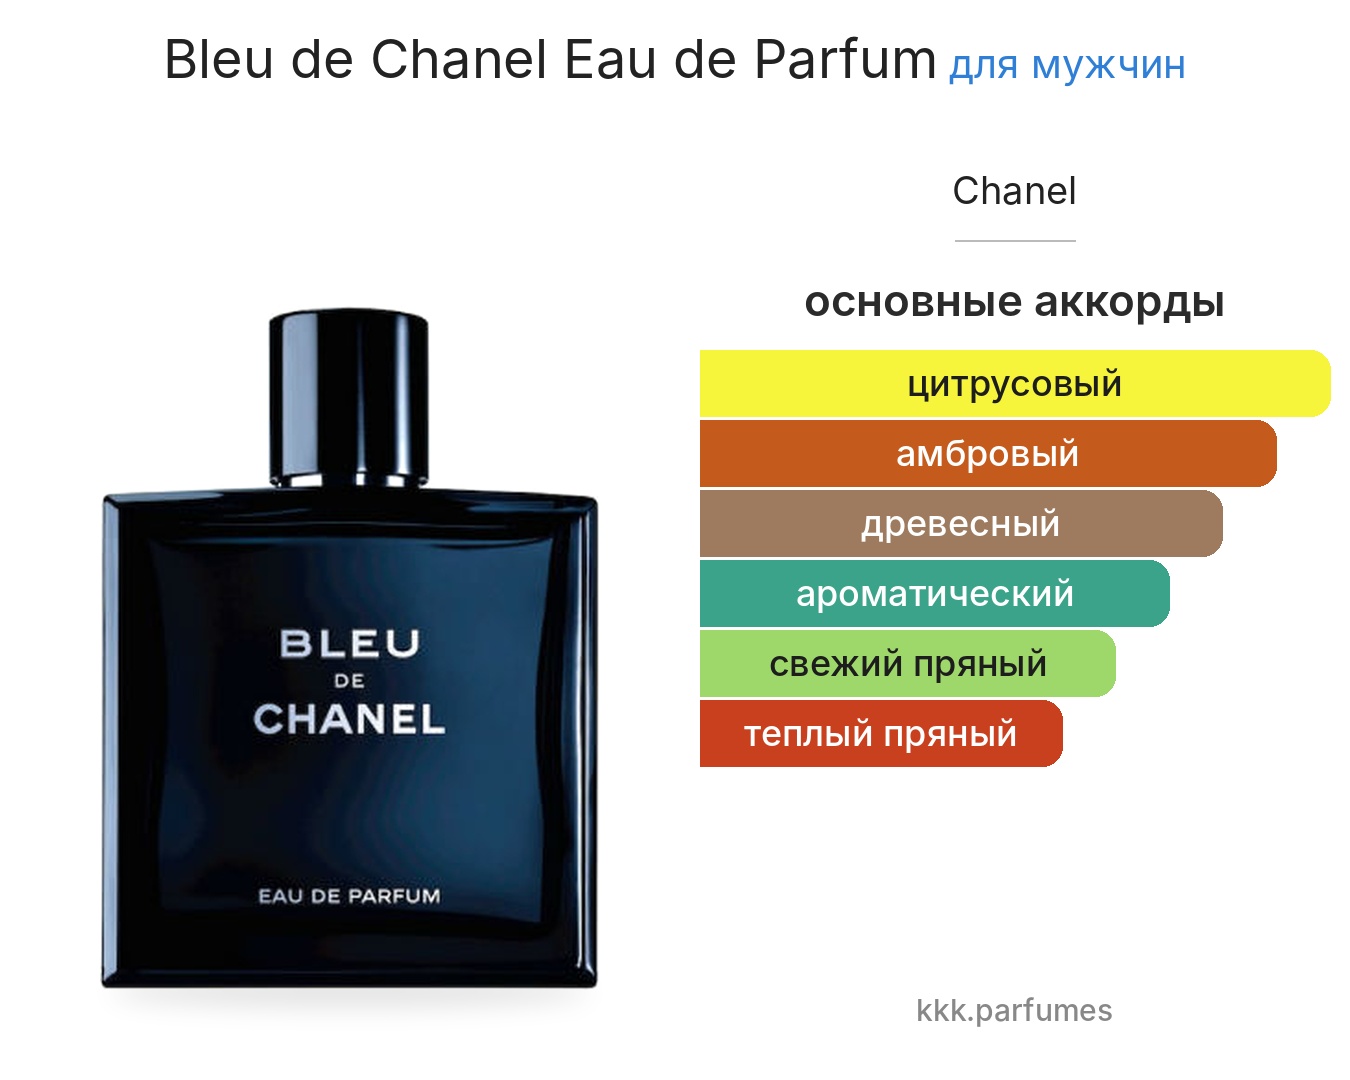 Bleu de Chanel Eau de Parfum для мужчин
Chanel
основные аккорды
цитрусовый
амбровый
древесный
ароматический
свежий пряный
теплый пряный
BLEU
DE
CHANEL
EAU DE PARFUM
kkk.parfumes